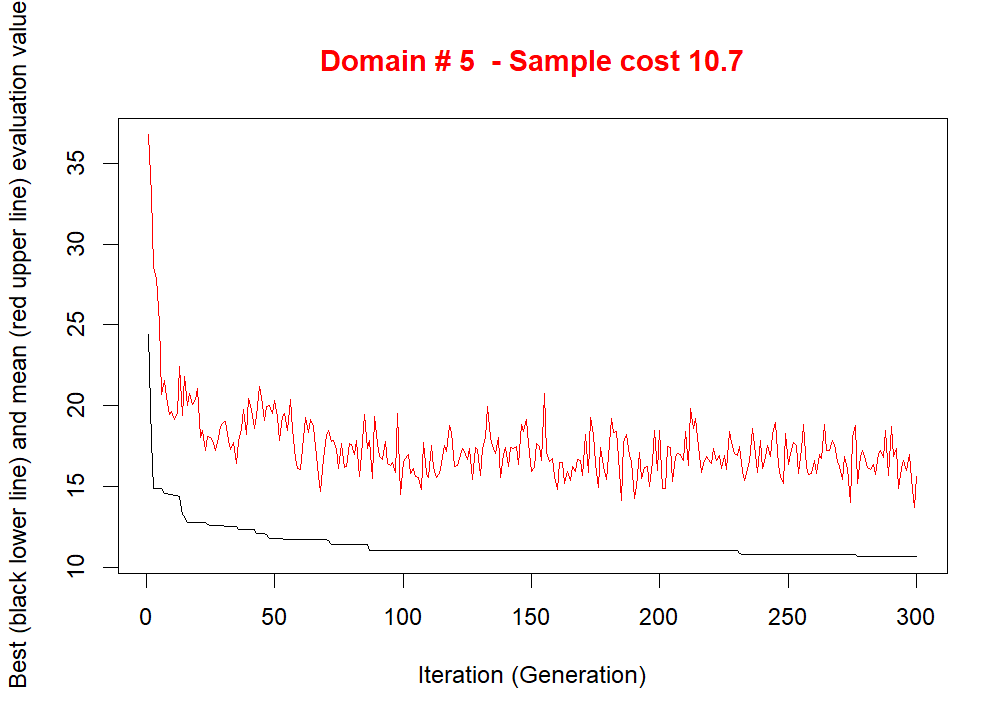 Domain # 5  - Sample cost 10.7
Best (black lower line) and mean (red upper line) evaluation value
35
30
25
20
15
10
0 50 100 150 200 250 300
Iteration (Generation)